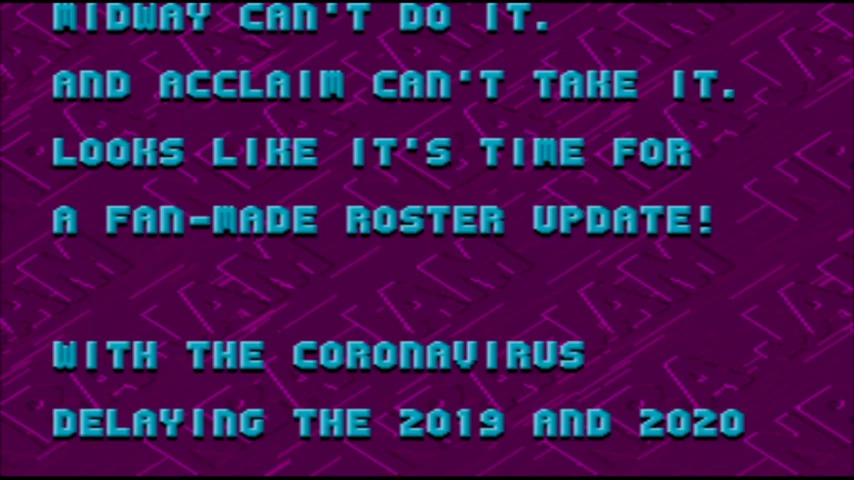 MIDWAY CAN'T DO IT.
AND ACCLAIM CAN'T TAKE IT.
LOOKS LIKE IT'S TIME FOR
A FAN-MADE ROSTER UPDATE!
WITH THE CORONAVIRUS
DELAYING THE 2019 AND 2020